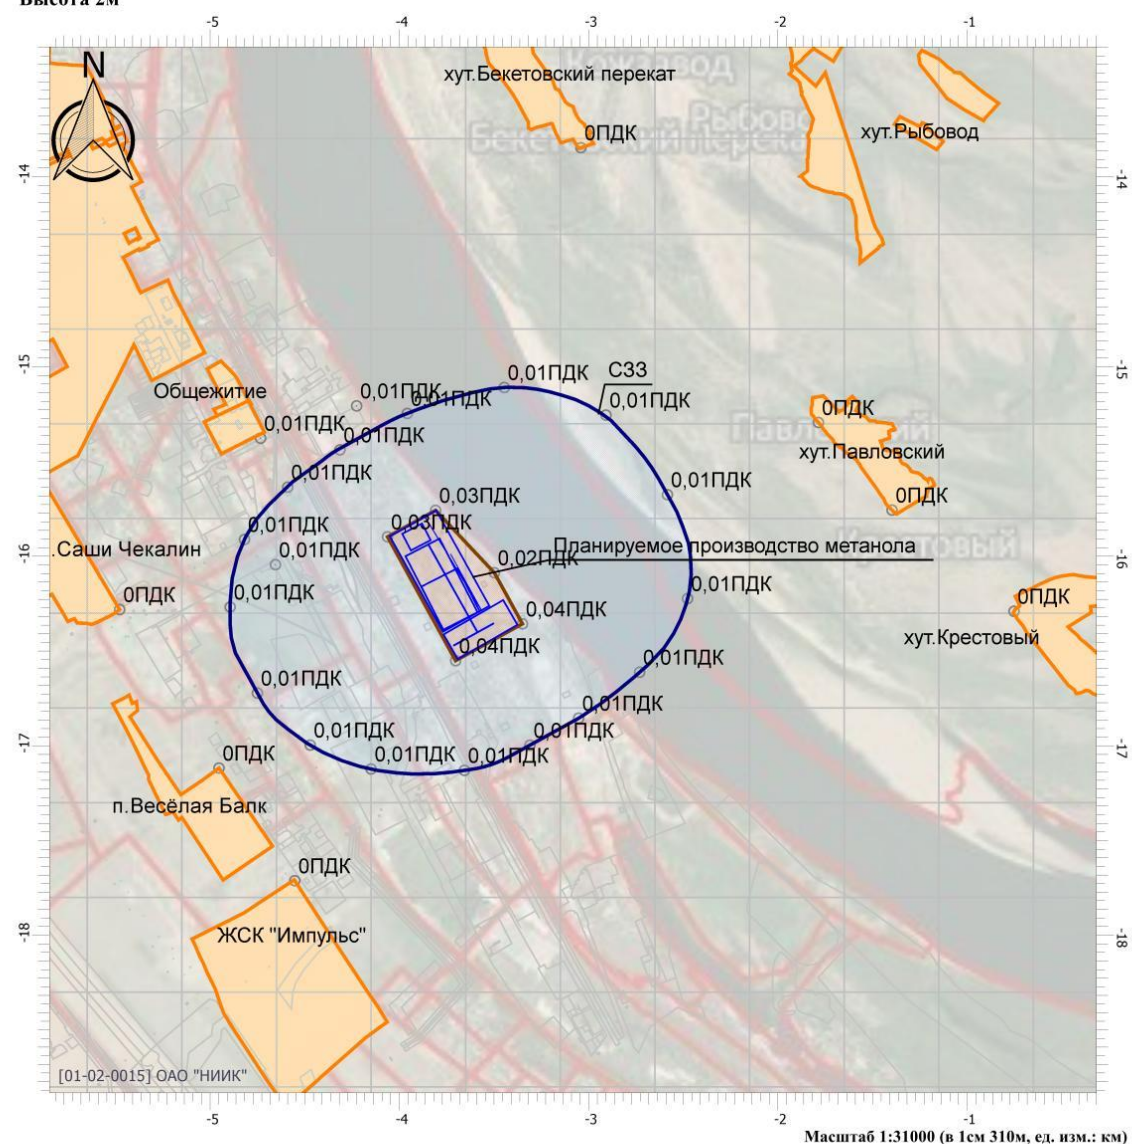 Высота 2м
-5 -4 -3 -2 -1
N
хут.Бекетовский перекат
Рыбово
0ПДК
хут.Рыбовод
-14 -14
-15 -15
Общежитие
0,01ПДК
0,01ПДК
0,01ПДК
СЗЗ
0,01ПДК
0,01ПДК
0,01ПДК
0,01ПДК
0ПДК
хут.Павловский
0,01ПДК
0ПДК
0,03ПДК
0,03ПДК
0,01ПДК
0,01ПДК
.Саши Чекалин
-16 -16
0,02ПДК
Планируемое производство метанола
0ПДК
0,01ПДК
0,04ПДК
0,01ПДК
0ПДК
хут.Крестовый
0,04ПДК
0,01ПДК
0,01ПДК
0,01ПДК
0,01ПДК
0,01ПДК
0,01ПДК
0,01ПДК
-17 -17
0ПДК
п.Весёлая Балк
0ПДК
ЖСК "Импульс"
-18 -18
[01-02-0015] ОАО "НИИК"
-5 -4 -3 -2 -1
Масштаб 1:31000 (в 1см 310м, ед. изм.: км)